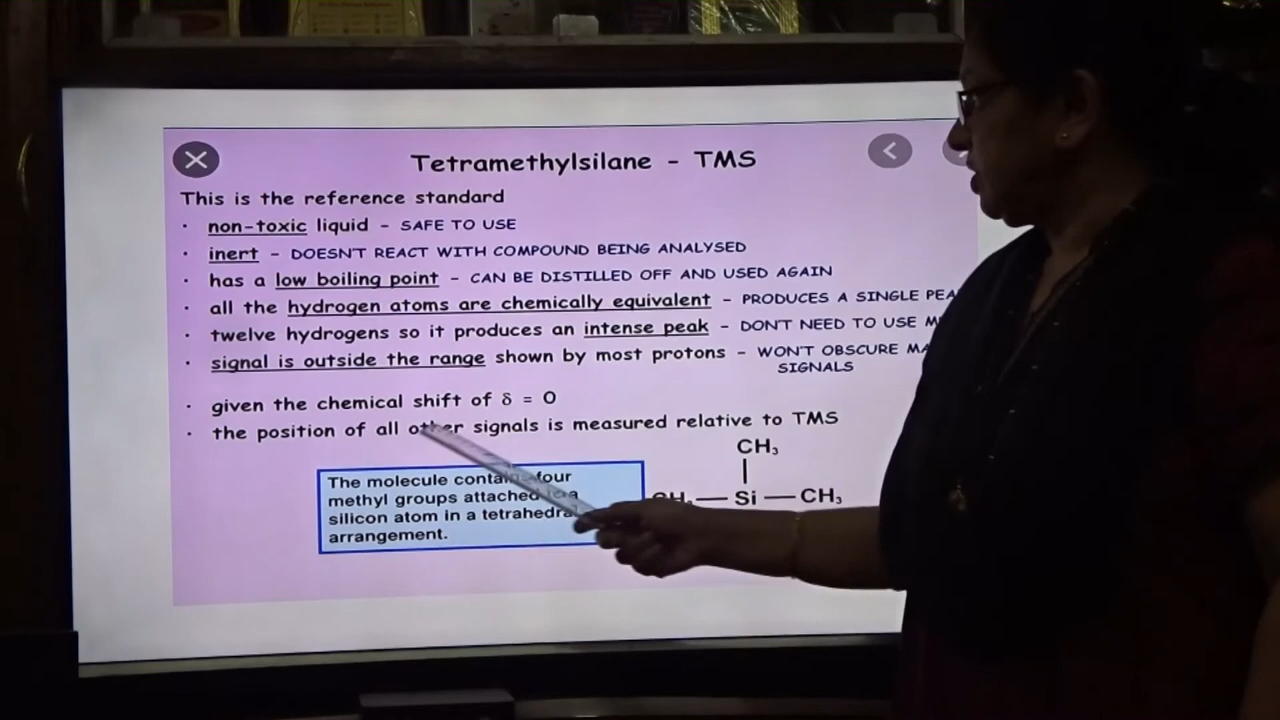 Tetramethylsilane - TMS
This is the reference standard
· non-toxic liquid - SAFE TO USE
· inert - DOESN'T REACT WITH COMPOUND BEING ANALYSED
· has a low boiling point - CAN BE DISTILLED OFF AND USED AGAIN
· all the hydrogen atoms are chemically equivalent - PRODUCES A SINGLE
· twelve hydrogens so it produces an intense peak - DON'T NEED TO USE
· signal is outside the range shown by most protons - WON'T OBSCURE
SIGNALS
· given the chemical shift of δ = 0
· the position of all other signals is measured relative to TMS
CH₃
The molecule contains four
methyl groups attached to a
silicon atom in a tetrahedral
arrangement.
— Si — CH₃